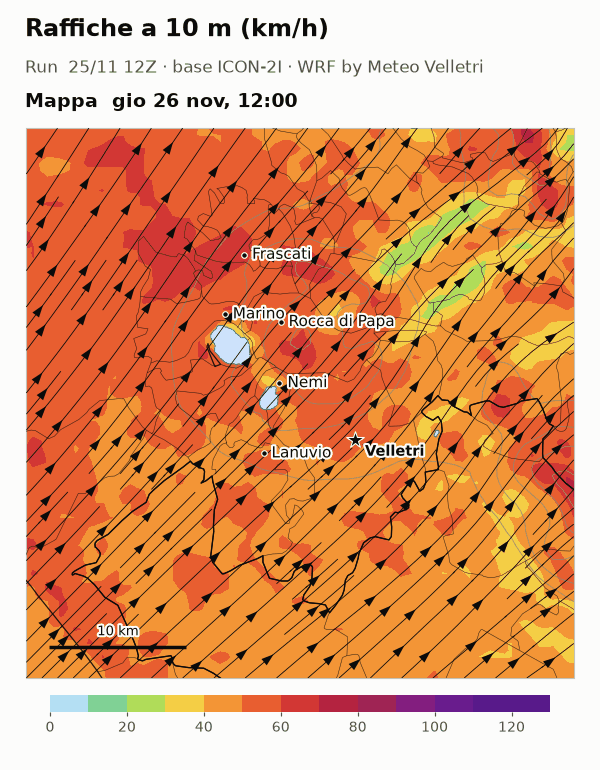 Raffiche a 10 m (km/h)
Run  25/11 12Z · base ICON-2I · WRF by Meteo Velletri
Mappa  gio 26 nov, 12:00
Frascati
Marino
Rocca di Papa
Nemi
Velletri
Lanuvio
10 km
0 20 40 60 80 100 120